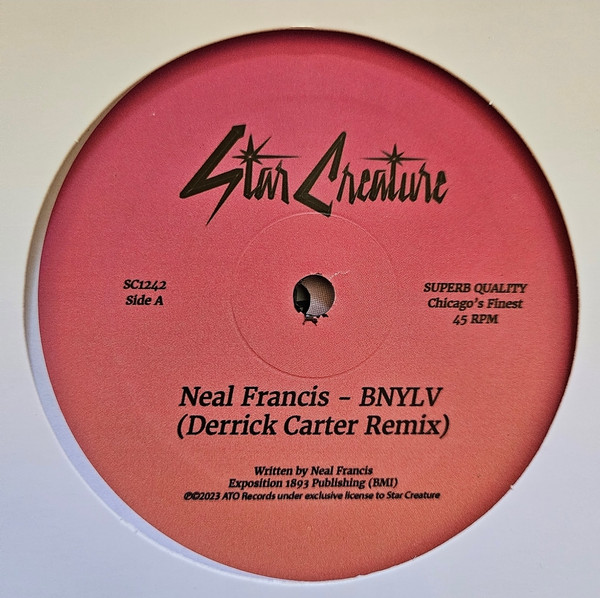 Star Creature
SC1242
Side A
SUPERB QUALITY
Chicago's Finest
45 RPM
Neal Francis - BNYLV
(Derrick Carter Remix)
Written by Neal Francis
Exposition 1893 Publishing (BMI)
℗©2023 ATO Records under exclusive license to Star Creature